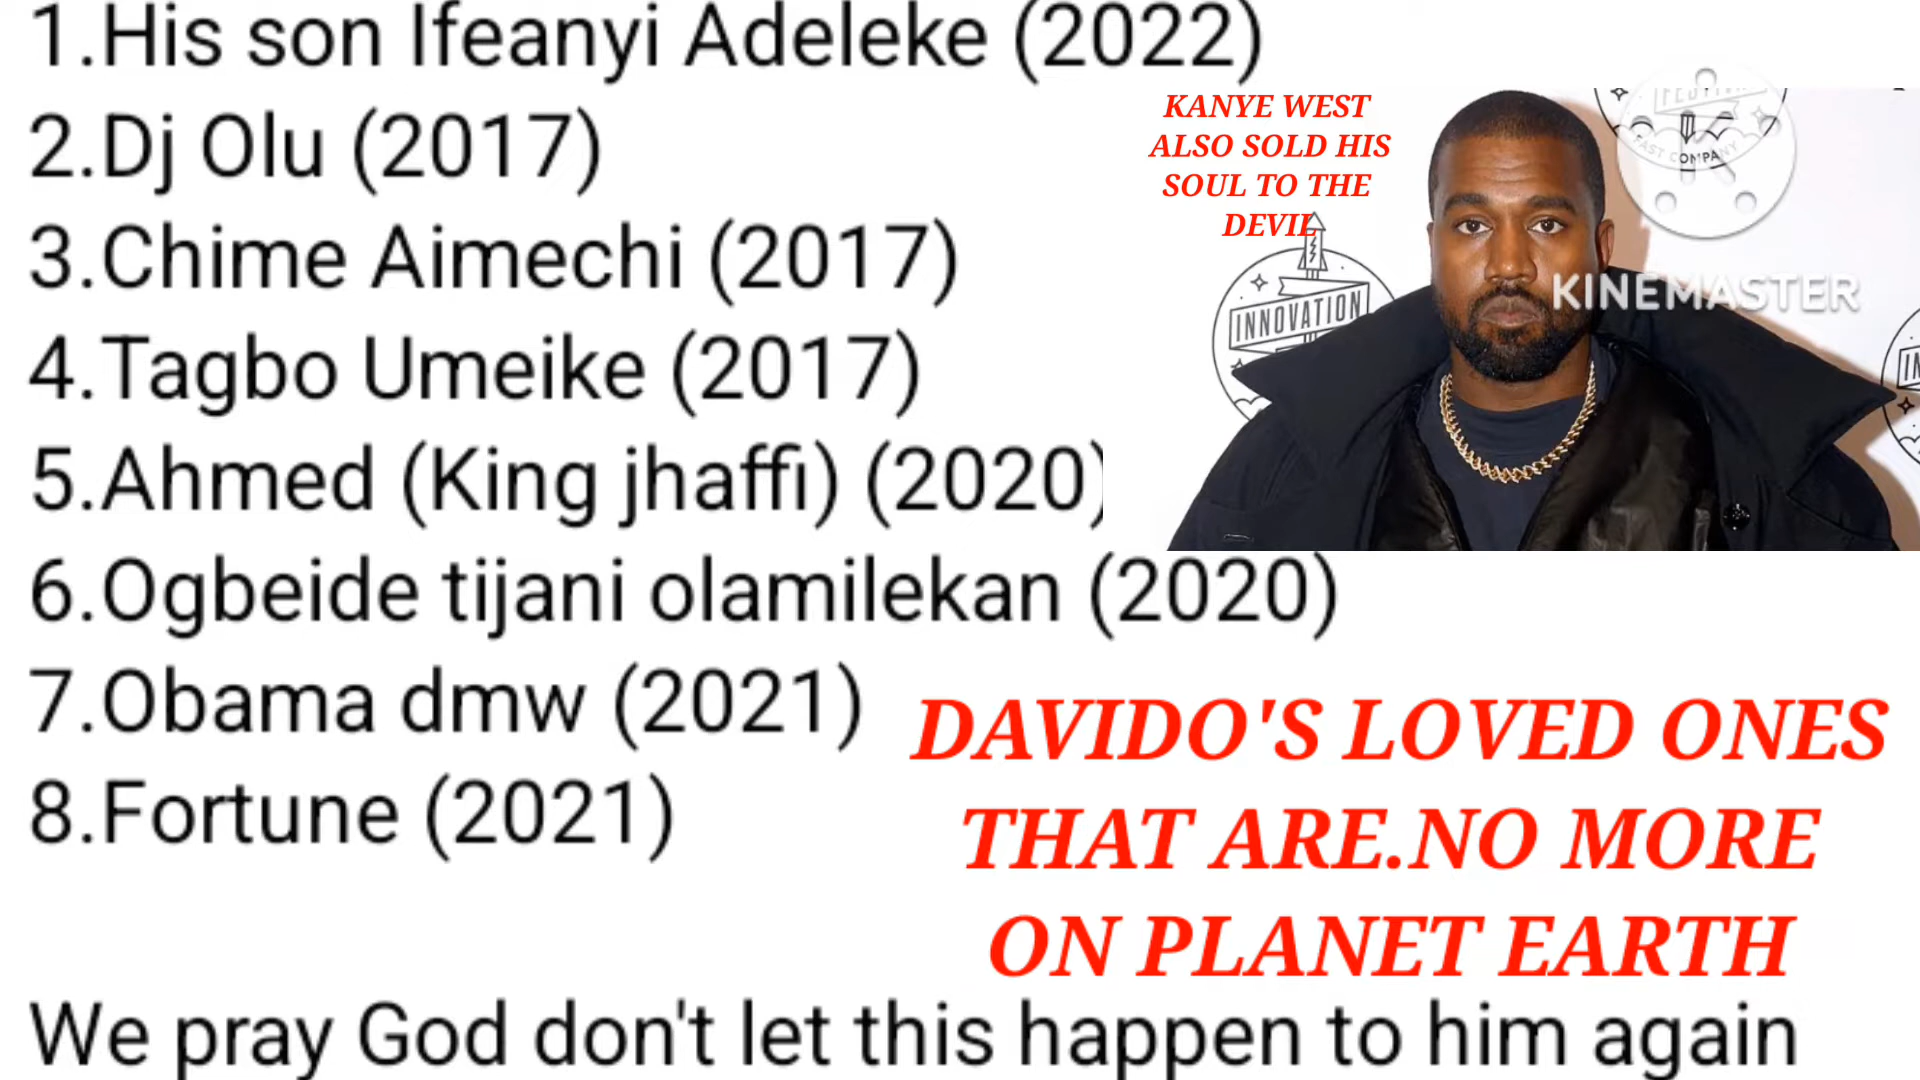 1.His son Ifeanyi Adeleke (2022)
2.Dj Olu (2017)
3.Chime Aimechi (2017)
4.Tagbo Umeike (2017)
5.Ahmed (King jhaffi) (2020)
6.Ogbeide tijani olamilekan (2020)
7.Obama dmw (2021)
8.Fortune (2021)
We pray God don't let this happen to him again
KANYE WEST
ALSO SOLD HIS
SOUL TO THE
DEVIL
INNOVATION
FESTIVAL
FAST COMPANY
KINEMASTER
DAVIDO'S LOVED ONES
THAT ARE.NO MORE
ON PLANET EARTH